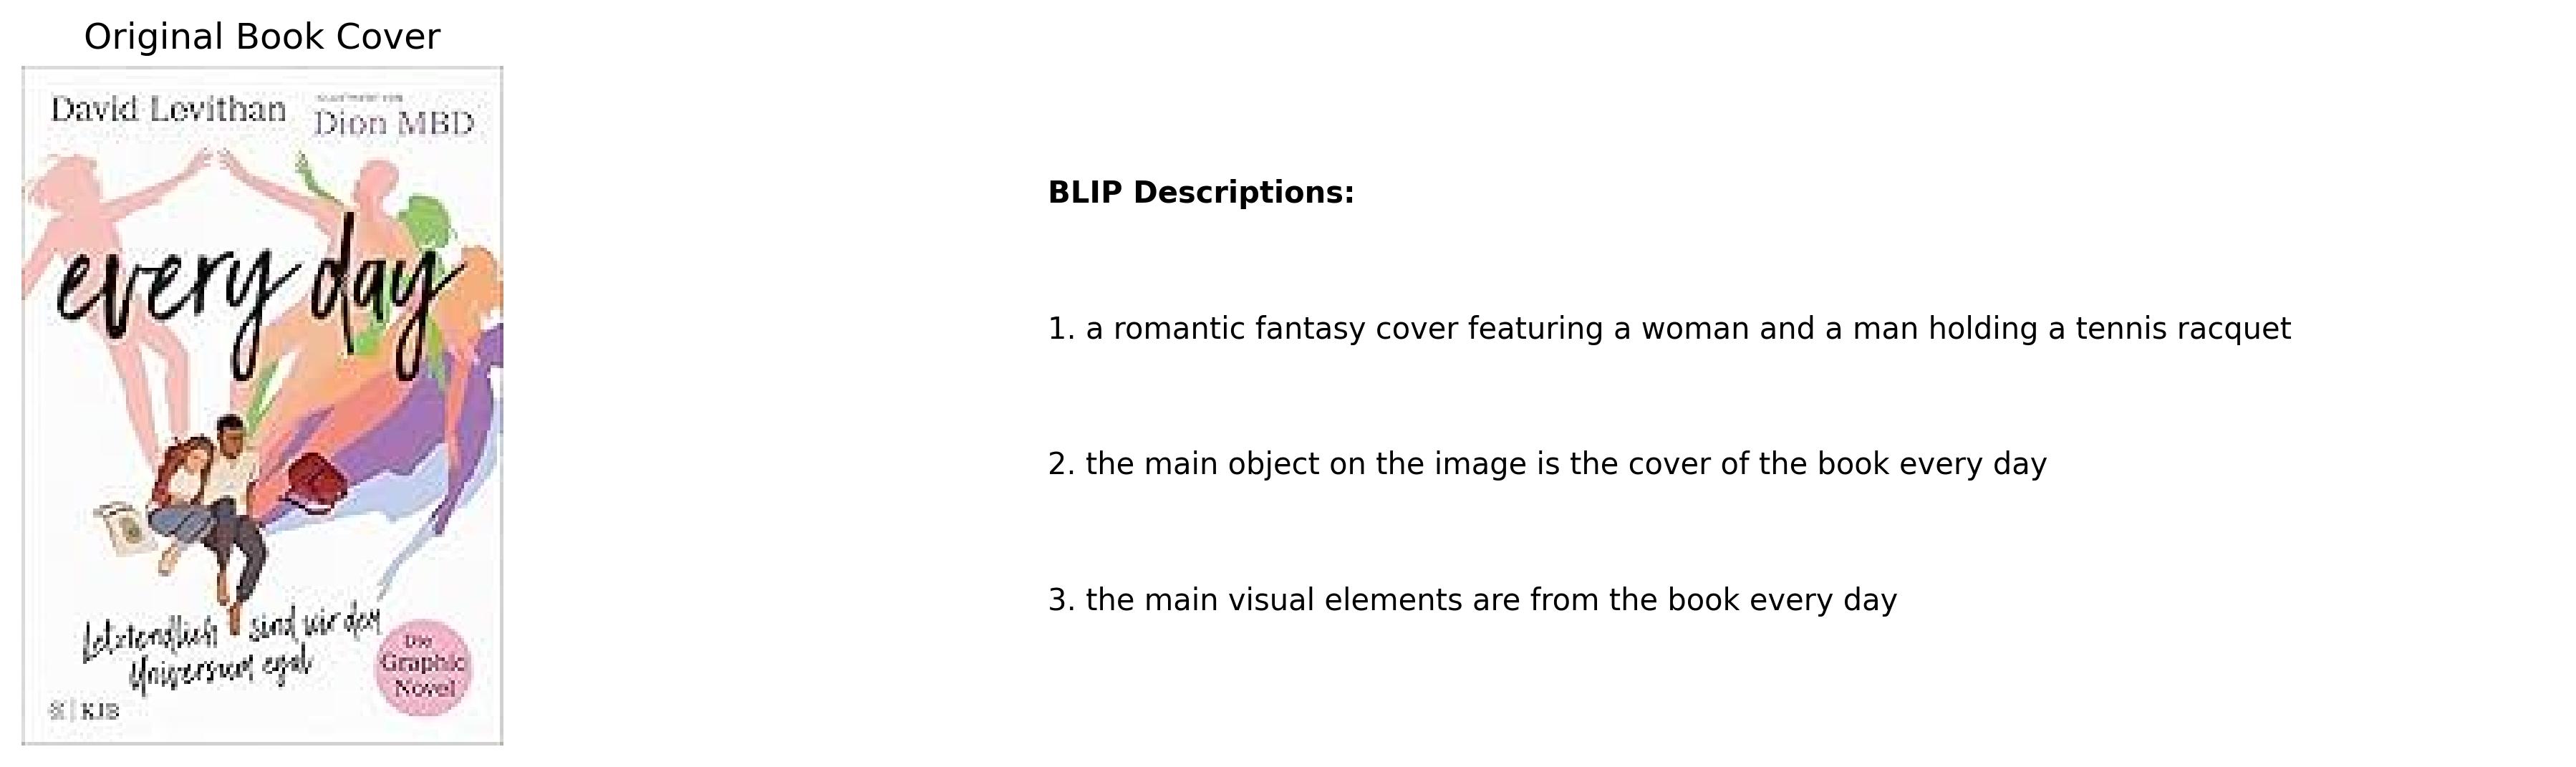 Original Book Cover
David Levithan
Dion MBD
every day
Letztendlich sind wir dem
Universum egal
Die
Graphic
Novel
KJB
BLIP Descriptions:
1. a romantic fantasy cover featuring a woman and a man holding a tennis racquet
2. the main object on the image is the cover of the book every day
3. the main visual elements are from the book every day